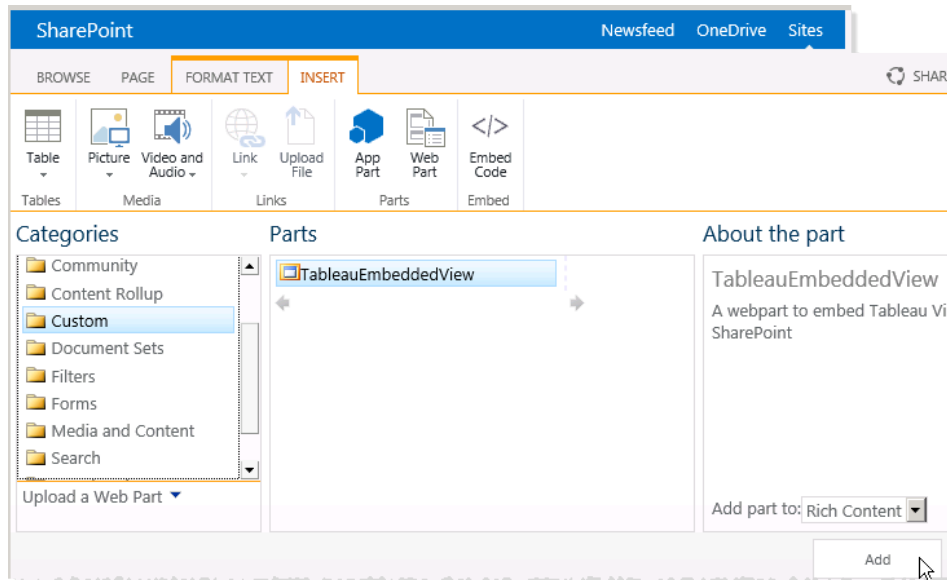 SharePoint
Newsfeed OneDrive Sites
BROWSE PAGE FORMAT TEXT INSERT
SHAR
Table
Picture
Video and
Audio
Link
Upload
File
App
Part
Web
Part
</>
Embed
Code
Tables
Media
Links
Parts
Embed
Categories
Community
Content Rollup
Custom
Document Sets
Filters
Forms
Media and Content
Search
Upload a Web Part
Parts
TableauEmbeddedView
About the part
TableauEmbeddedView
A webpart to embed Tableau Vi
SharePoint
Add part to: Rich Content
Add